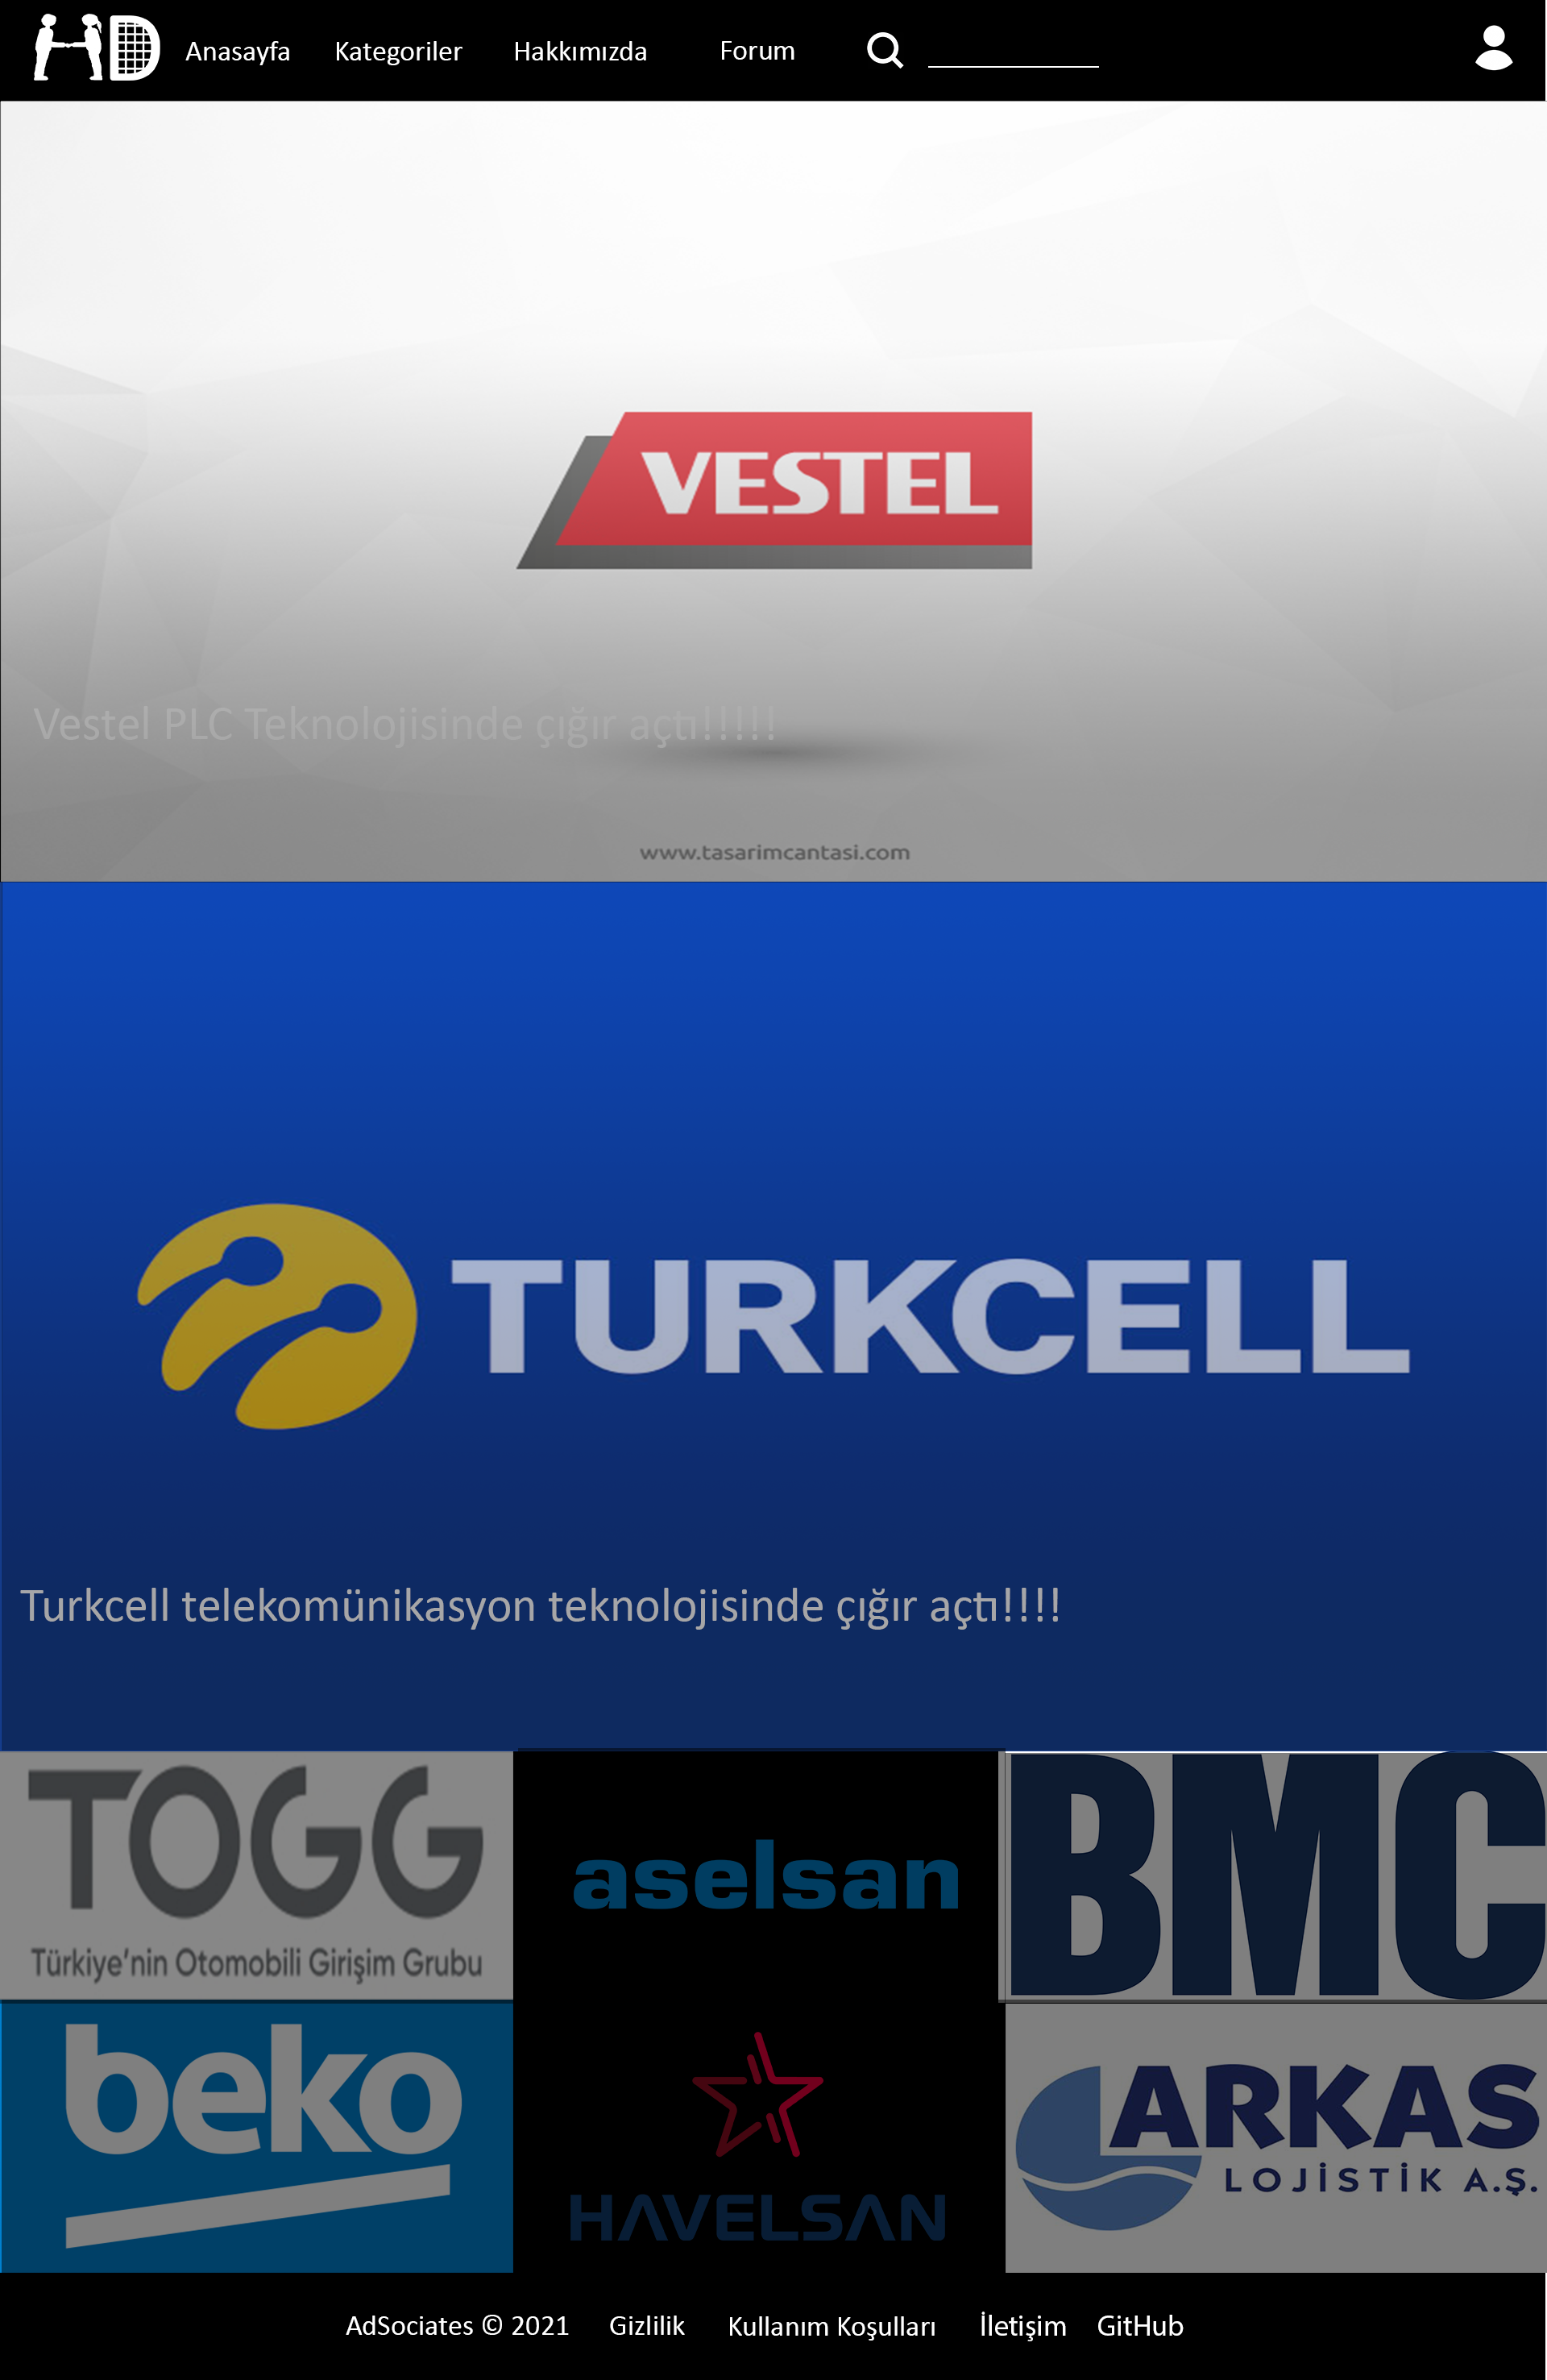 HD Anasayfa Kategoriler Hakkımızda Forum
VESTEL
Vestel PLC Teknolojisinde çığır açtı!!!!!
www.tasarimcantasi.com
TURKCELL
Turkcell telekomünikasyon teknolojisinde çığır açtı!!!!
TOGG
Türkiye'nin Otomobili Girişim Grubu
aselsan
BMC
beko
HAVELSAN
ARKAS
LOJİSTİK A.Ş.
AdSociates © 2021 Gizlilik Kullanım Koşulları İletişim GitHub